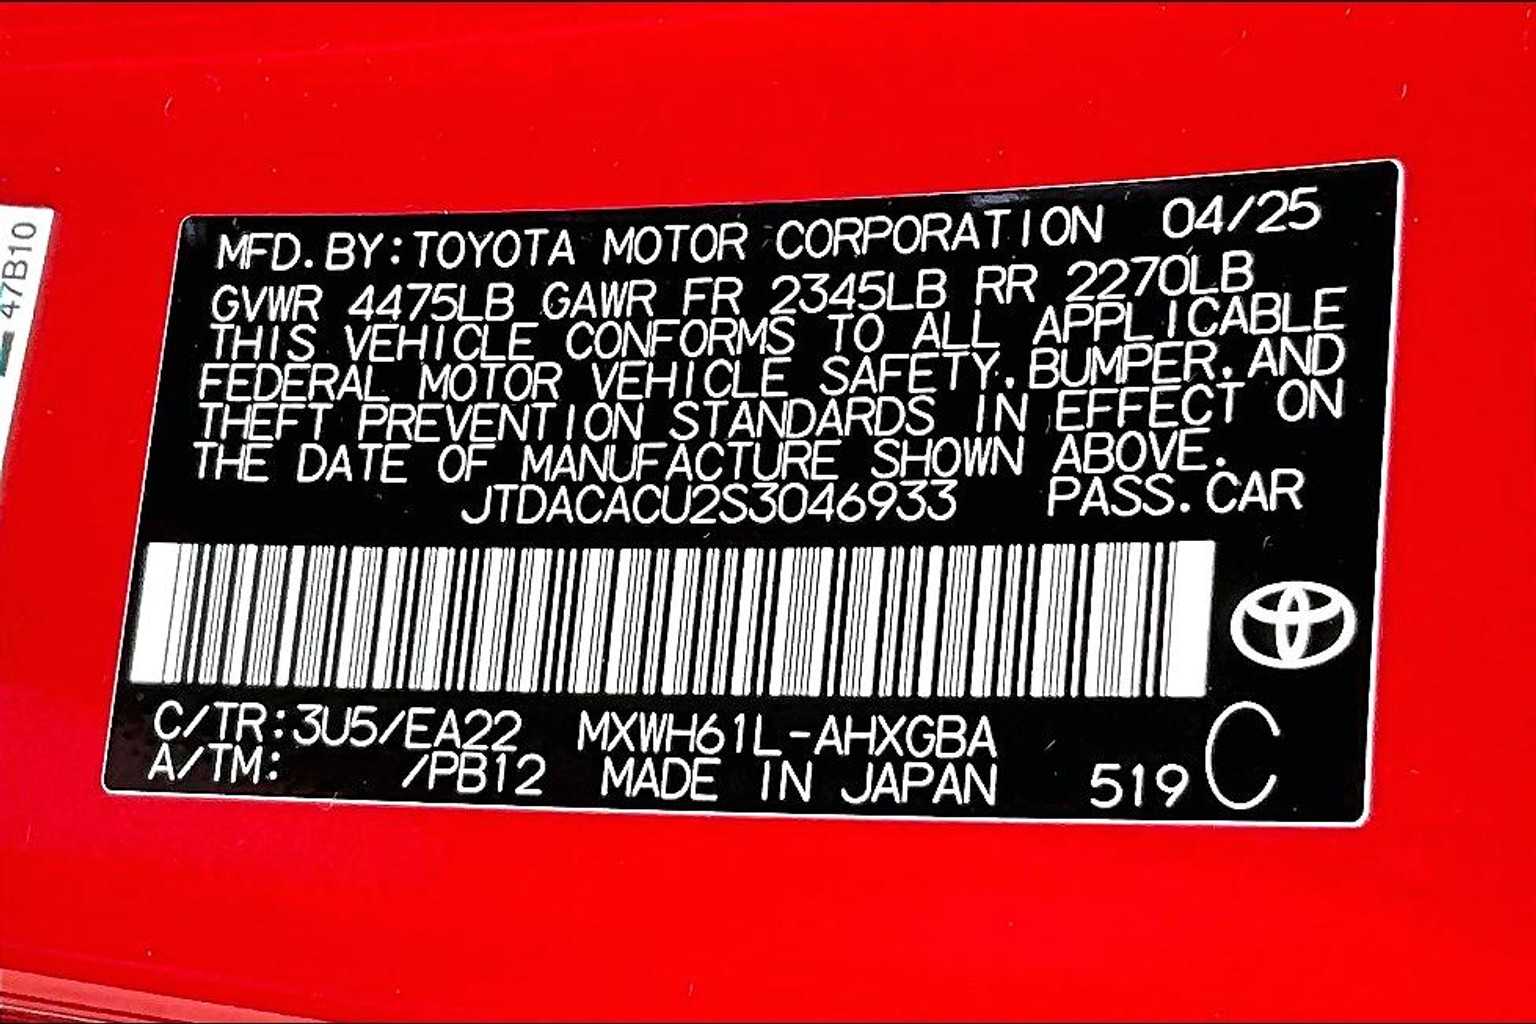 47B10
MFD. BY: TOYOTA MOTOR CORPORATION 04/25
GVWR 4475LB GAWR FR 2345LB RR 2270LB
THIS VEHICLE CONFORMS TO ALL APPLICABLE
FEDERAL MOTOR VEHICLE SAFETY, BUMPER, AND
THEFT PREVENTION STANDARDS IN EFFECT ON
THE DATE OF MANUFACTURE SHOWN ABOVE.
JTDACACU2S3046933 PASS. CAR
C/TR: 3U5/EA22 MXWH61L-AHXGBA
A/TM: /PB12 MADE IN JAPAN 519 C